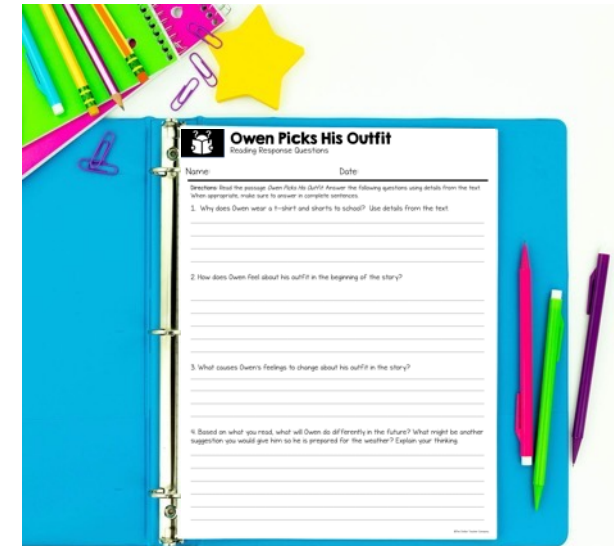 Owen Picks His Outfit
Reading Response Questions
Name: Date:
Directions: Read the passage, Owen Picks His Outfit. Answer the following questions using details from the text.
When appropriate, make sure to answer in complete sentences.
1. Why does Owen wear a t-shirt and shorts to school? Use details from the text.
2. How does Owen feel about his outfit in the beginning of the story?
3. What causes Owen's feelings to change about his outfit in the story?
4. Based on what you read, what will Owen do differently in the future? What might be another
suggestion you would give him so he is prepared for the weather? Explain your thinking.